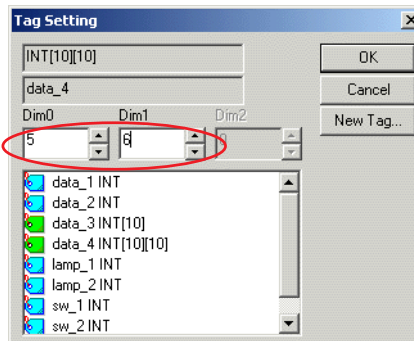 Tag Setting
INT[10][10]
OK
data_4
Cancel
Dim0 Dim1 Dim2
New Tag...
5 6 0
data_1 INT
data_2 INT
data_3 INT[10]
data_4 INT[10][10]
lamp_1 INT
lamp_2 INT
sw_1 INT
sw_2 INT